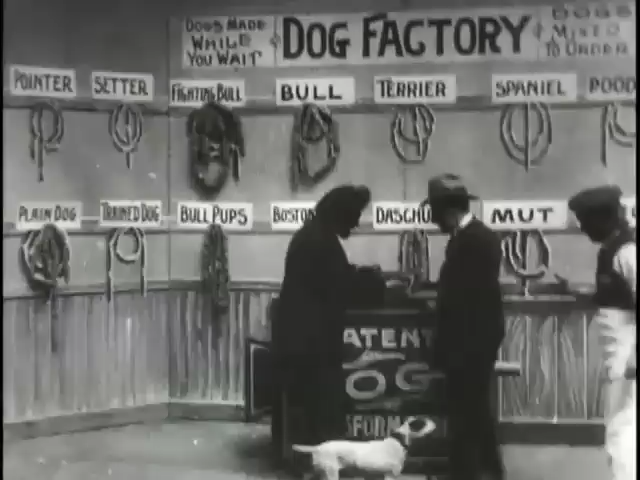 DOGS MADE
WHILE
YOU WAIT
DOG FACTORY
DOGS
MIXED
TO ORDER
POINTER
SETTER
FIGHTING BULL
BULL
TERRIER
SPANIEL
POOD
PLAIN DOG
TRAINED DOG
BULL PUPS
BOSTON
DASCHU
MUT
ATENT
OG
SFORM